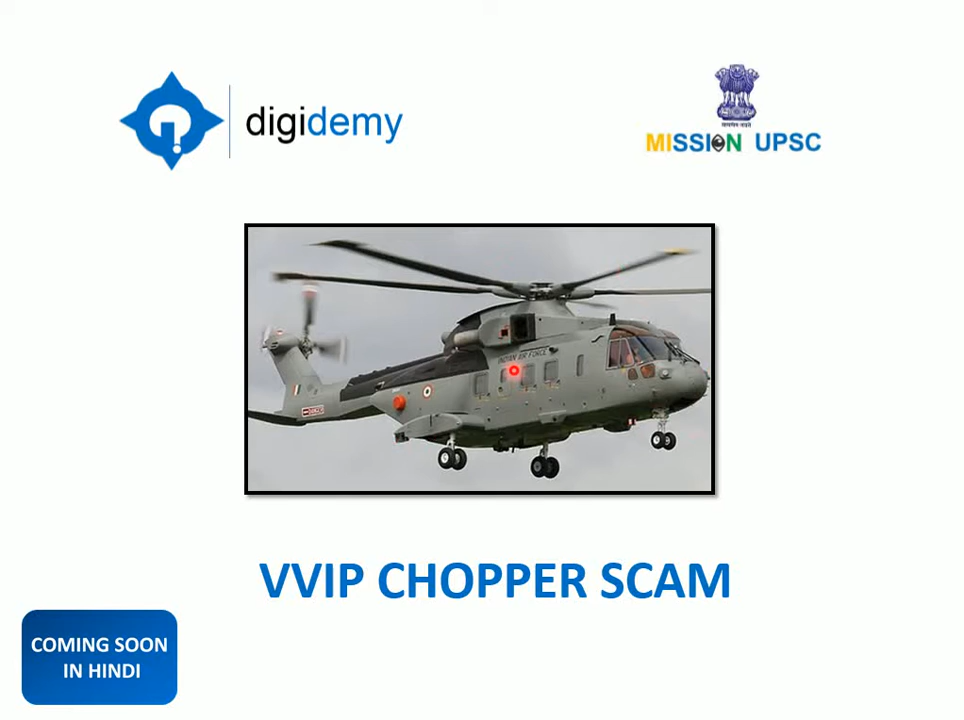 digidemy
MISSION UPSC
INDIAN AIR FORCE
VVIP CHOPPER SCAM
COMING SOON
IN HINDI